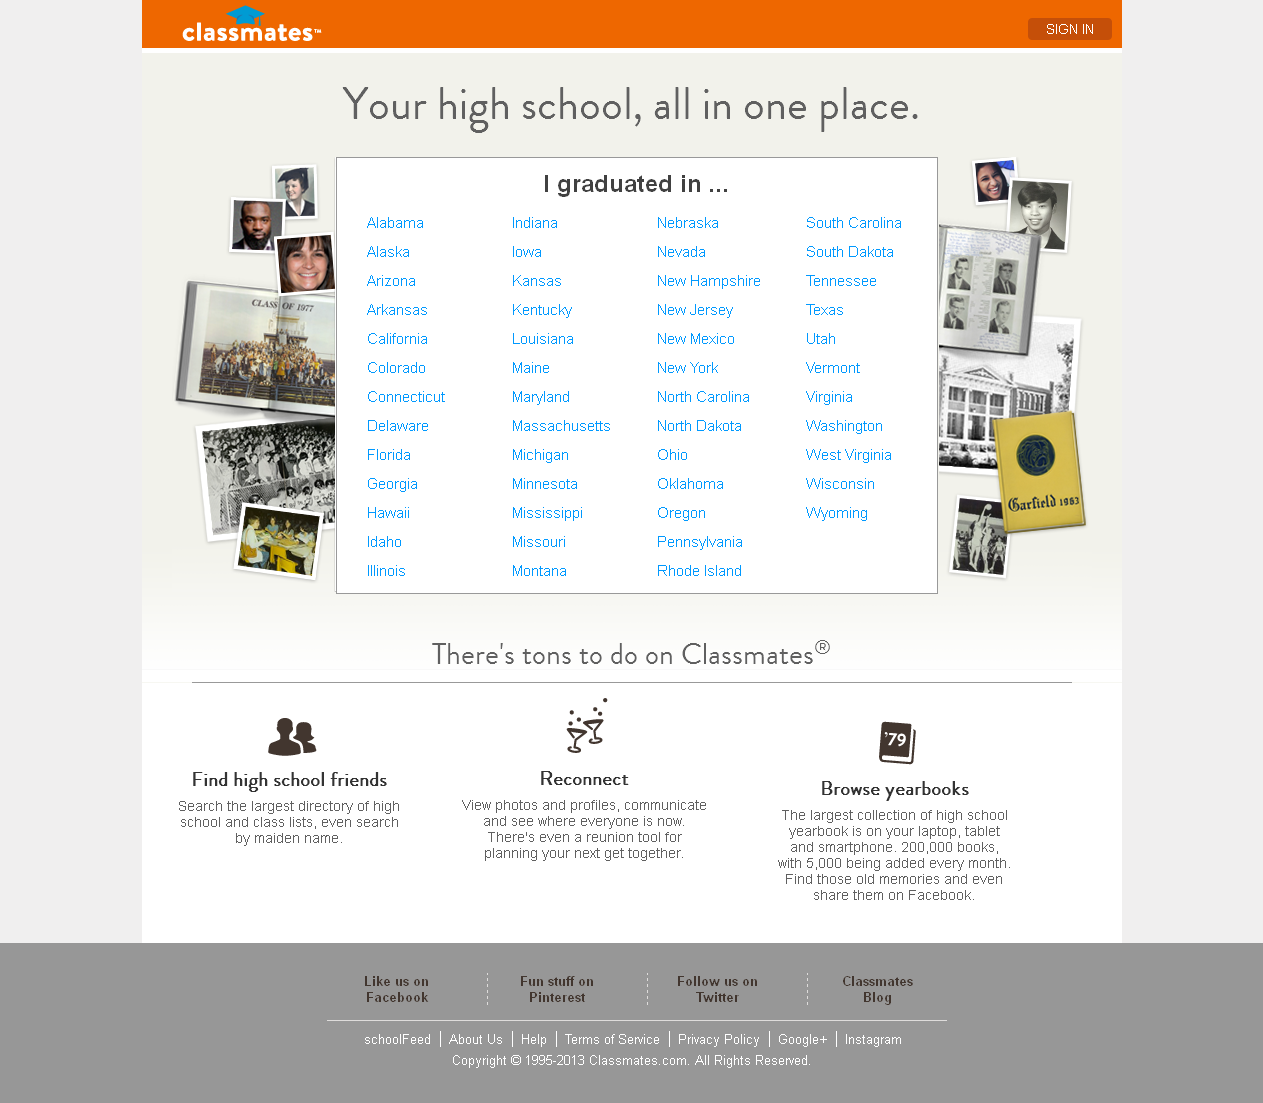 classmates™
SIGN IN
Your high school, all in one place.
I graduated in ...
Alabama
Alaska
Arizona
Arkansas
California
Colorado
Connecticut
Delaware
Florida
Georgia
Hawaii
Idaho
Illinois
Indiana
Iowa
Kansas
Kentucky
Louisiana
Maine
Maryland
Massachusetts
Michigan
Minnesota
Mississippi
Missouri
Montana
Nebraska
Nevada
New Hampshire
New Jersey
New Mexico
New York
North Carolina
North Dakota
Ohio
Oklahoma
Oregon
Pennsylvania
Rhode Island
South Carolina
South Dakota
Tennessee
Texas
Utah
Vermont
Virginia
Washington
West Virginia
Wisconsin
Wyoming
CLASS OF 1977
Garfield 1983
There's tons to do on Classmates®
Find high school friends
Search the largest directory of high
school and class lists, even search
by maiden name.
Reconnect
View photos and profiles, communicate
and see where everyone is now.
There's even a reunion tool for
planning your next get together.
'79
Browse yearbooks
The largest collection of high school
yearbook is on your laptop, tablet
and smartphone. 200,000 books,
with 5,000 being added every month.
Find those old memories and even
share them on Facebook.
Like us on
Facebook
Fun stuff on
Pinterest
Follow us on
Twitter
Classmates
Blog
schoolFeed | About Us | Help | Terms of Service | Privacy Policy | Google+ | Instagram
Copyright © 1995-2013 Classmates.com. All Rights Reserved.